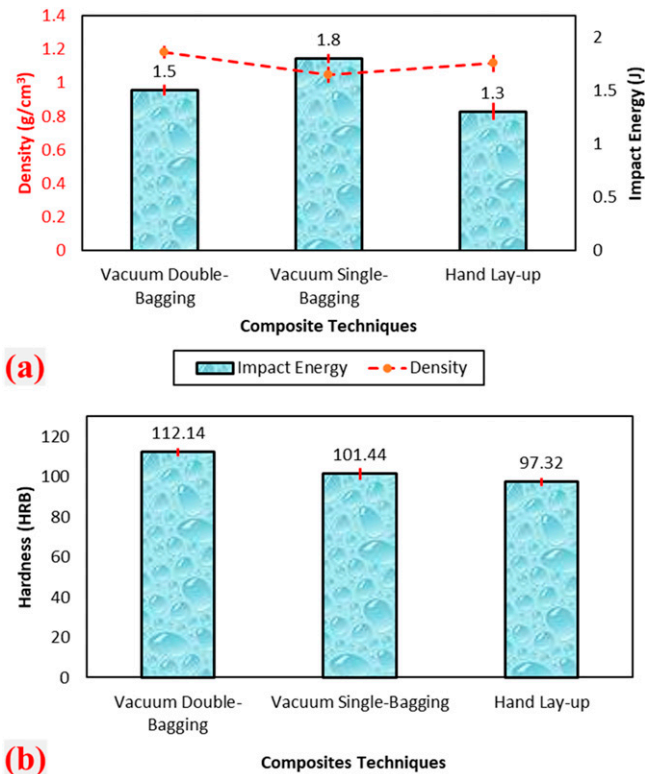 1.4
1.2
1
0.8
0.6
0.4
0.2
0
Density (g/cm³)
1.5
1.8
1.3
2
1.5
1
0.5
0
Impact Energy (J)
Vacuum Double-
Bagging
Vacuum Single-
Bagging
Hand Lay-up
Composite Techniques
(a)
Impact Energy
Density
120
100
80
60
40
20
0
Hardness (HRB)
112.14
101.44
97.32
Vacuum Double-
Bagging
Vacuum Single-Bagging
Hand Lay-up
(b)
Composites Techniques